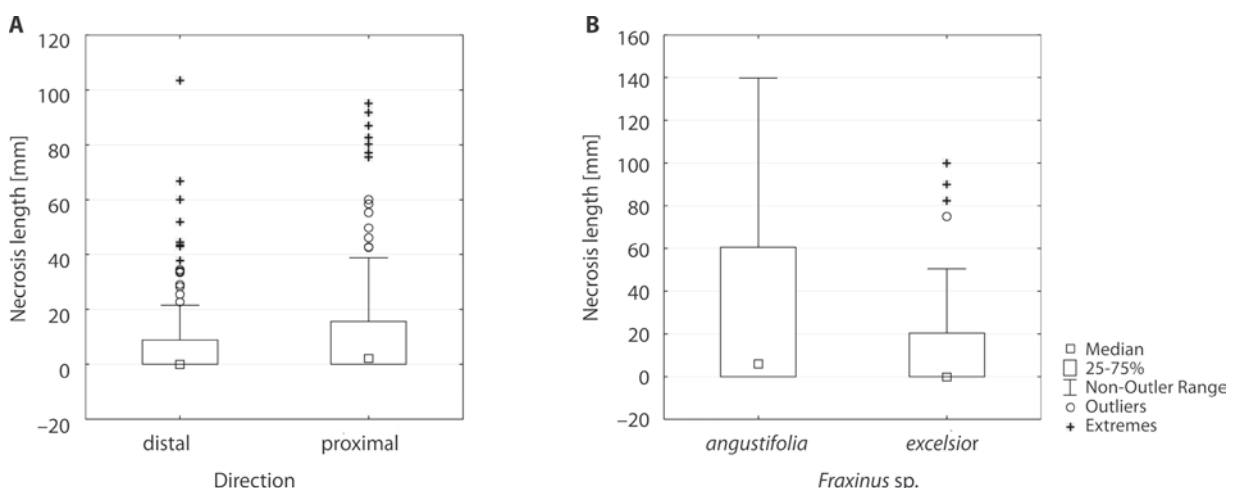 A
120
100
80
60
40
20
0
−20
Necrosis length [mm]
distal proximal
Direction
B
160
140
120
100
80
60
40
20
0
−20
Necrosis length [mm]
angustifolia excelsior
Fraxinus sp.
Median
25-75%
Non-Outler Range
Outliers
Extremes